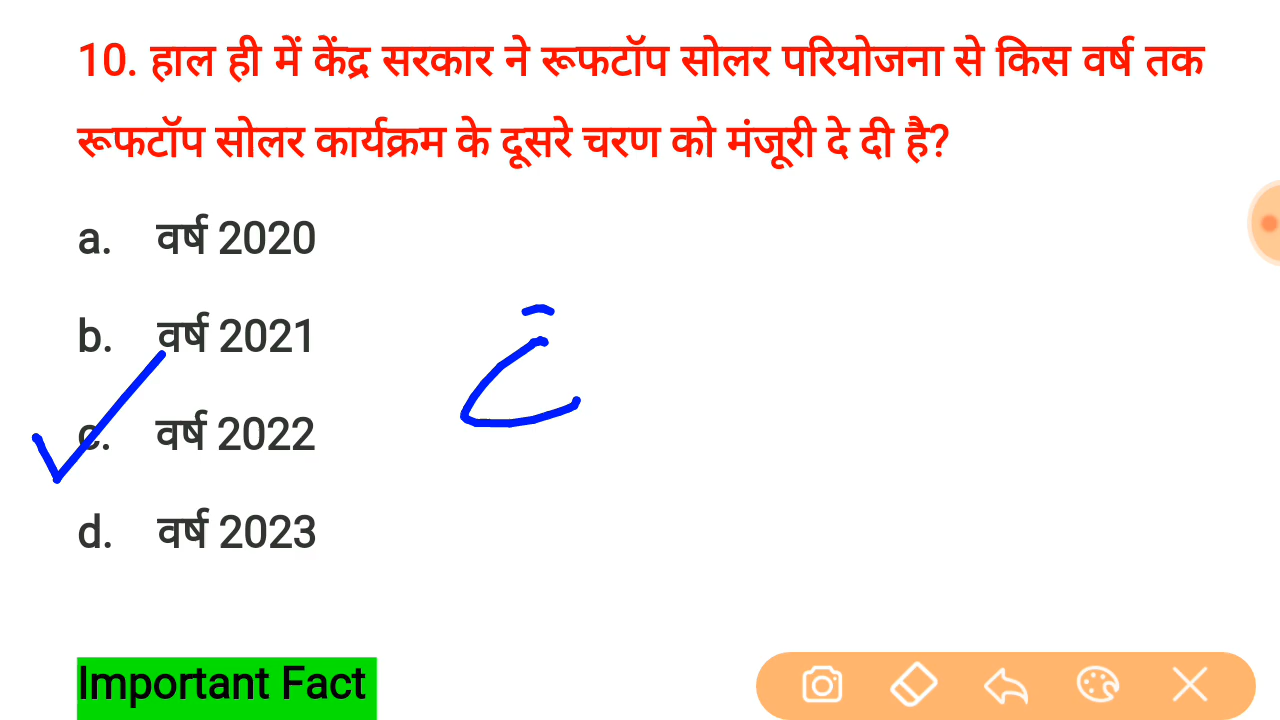 10. हाल ही में केंद्र सरकार ने रूफटॉप सोलर परियोजना से किस वर्ष तक
रूफटॉप सोलर कार्यक्रम के दूसरे चरण को मंजूरी दे दी है?
a. वर्ष 2020
b. वर्ष 2021
c. वर्ष 2022
d. वर्ष 2023
Important Fact